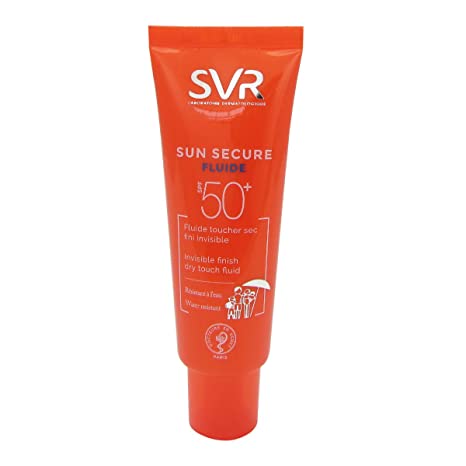 SVR
LABORATOIRE DERMATOLOGIQUE
SUN SECURE
FLUIDE
SPF 50+
Fluide toucher sec
fini invisible
Invisible finish
dry touch fluid
Résistant à l'eau
Water resistant
PARIS